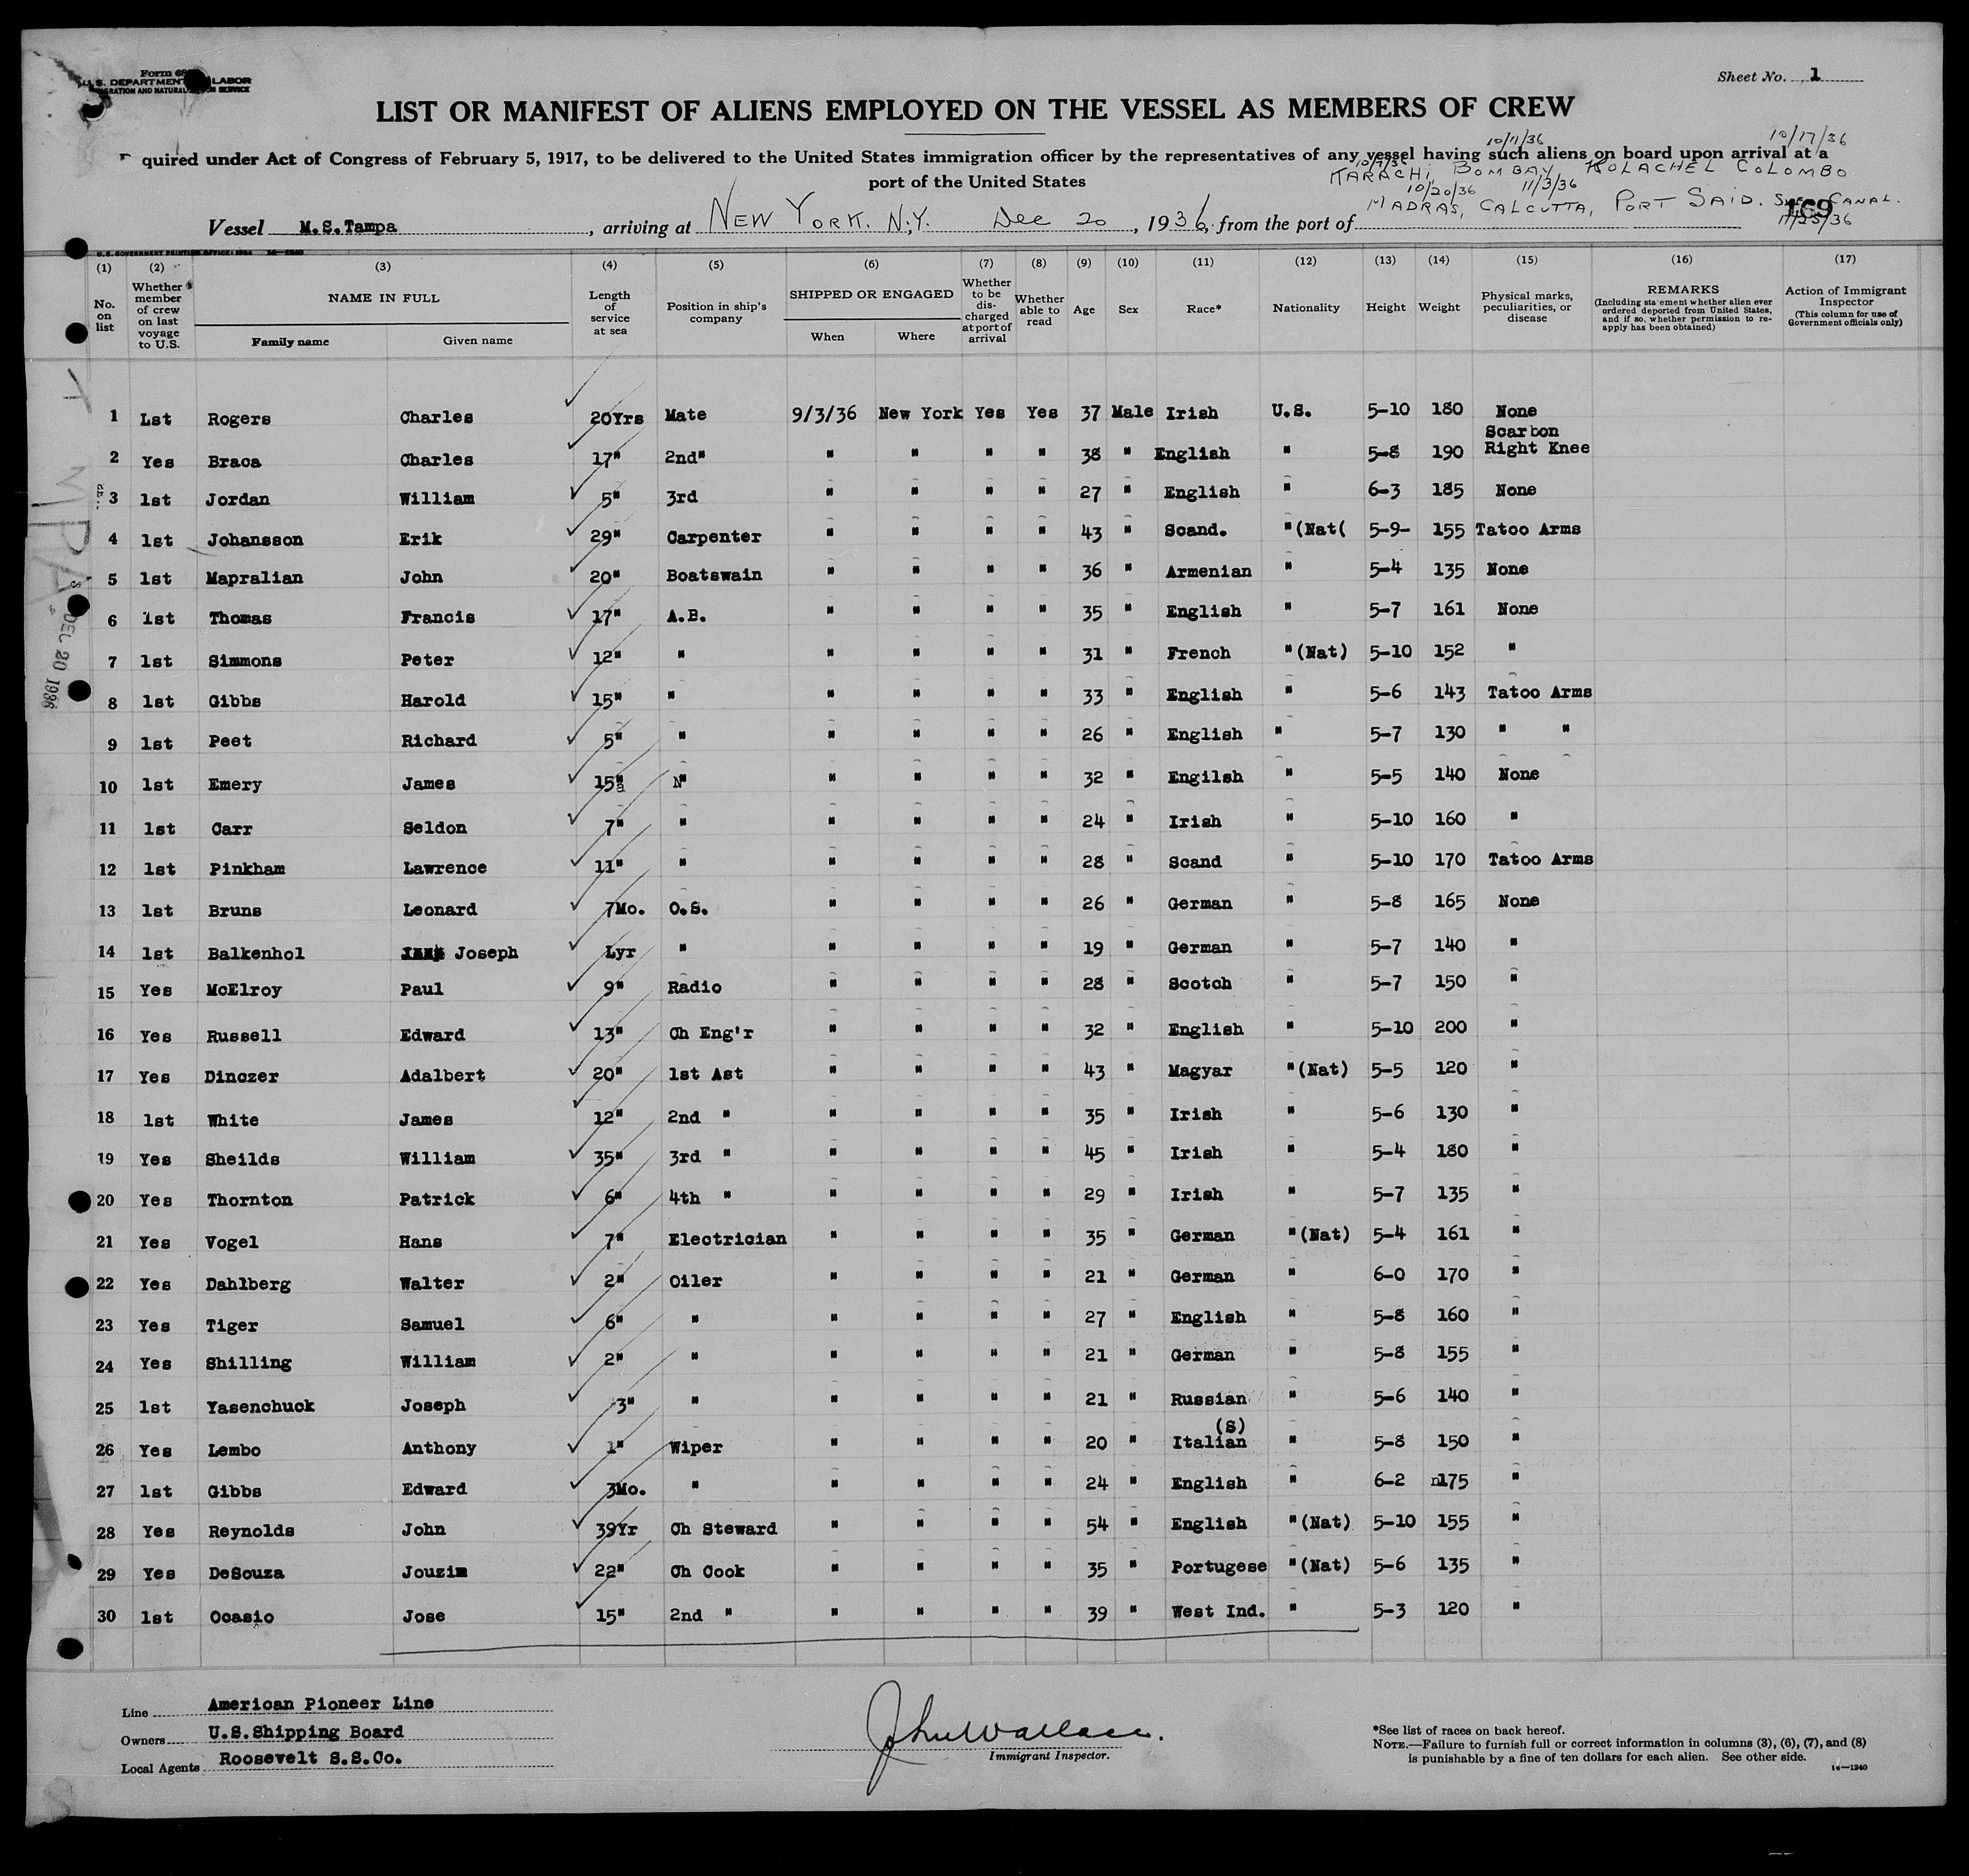 Form 68
U.S. DEPARTMENT LABOR
IMMIGRATION AND NATURALIZATION SERVICE
Sheet No. 1
LIST OR MANIFEST OF ALIENS EMPLOYED ON THE VESSEL AS MEMBERS OF CREW
10/11/36 10/17/36
quired under Act of Congress of February 5, 1917, to be delivered to the United States immigration officer by the representatives of any vessel having such aliens on board upon arrival at a
port of the United States
KARACHI, BOMBAY KOLACHEL COLOMBO
10/20/36 11/3/36
MADRAS, CALCUTTA, PORT SAID. SUEZ CANAL.
169
11/25/36
Vessel M.S.Tampa, arriving at NEW YORK. N.Y. Dec 20, 1936, from the port of
(1) (2) (3) (4) (5) (6) (7) (8) (9) (10) (11) (12) (13) (14) (15) (16) (17)
No. on list
Whether member of crew on last voyage to U.S.
NAME IN FULL
Family name Given name
Length of service at sea
Position in ship's company
SHIPPED OR ENGAGED
When Where
Whether to be discharged at port of arrival
Whether able to read
Age
Sex
Race*
Nationality
Height
Weight
Physical marks, peculiarities, or disease
REMARKS
(Including statement whether alien ever ordered deported from United States, and if so, whether permission to reapply has been obtained)
Action of Immigrant Inspector
(This column for use of Government officials only)
1 Lst Rogers Charles 20Yrs Mate 9/3/36 New York Yes Yes 37 Male Irish U.S. 5-10 180 None
2 Yes Braca Charles 17" 2nd" " " " " 38 " English " 5-8 190 Scar on Right Knee
3 1st Jordan William 5" 3rd " " " " 27 " English " 6-3 185 None
4 1st Johansson Erik 29" Carpenter " " " " 43 " Scand. "(Nat( 5-9- 155 Tatoo Arms
5 1st Mapralian John 20" Boatswain " " " " 36 " Armenian " 5-4 135 None
6 1st Thomas Francis 17" A.B. " " " " 35 " English " 5-7 161 None
7 1st Simmons Peter 12" " " " " " 31 " French "(Nat) 5-10 152 "
8 1st Gibbs Harold 15" " " " " " 33 " English " 5-6 143 Tatoo Arms
9 1st Peet Richard 5" " " " " " 26 " English " 5-7 130 " "
10 1st Emery James 15" " " " " " 32 " Engilsh " 5-5 140 None
11 1st Carr Seldon 7" " " " " " 24 " Irish " 5-10 160 "
12 1st Pinkham Lawrence 11" " " " " " 28 " Scand " 5-10 170 Tatoo Arms
13 1st Bruns Leonard 7Mo. O.S. " " " " 26 " German " 5-8 165 None
14 1st Balkenhol Joseph Lyr " " " " " 19 " German " 5-7 140 "
15 Yes McElroy Paul 9" Radio " " " " 28 " Scotch " 5-7 150 "
16 Yes Russell Edward 13" Ch Eng'r " " " " 32 " English " 5-10 200 "
17 Yes Dinczer Adalbert 20" 1st Ast " " " " 43 " Magyar "(Nat) 5-5 120 "
18 1st White James 12" 2nd " " " " " 35 " Irish " 5-6 130 "
19 Yes Sheilds William 35" 3rd " " " " " 45 " Irish " 5-4 180 "
20 Yes Thornton Patrick 6" 4th " " " " " 29 " Irish " 5-7 135 "
21 Yes Vogel Hans 7" Electrician " " " " 35 " German "(Nat) 5-4 161 "
22 Yes Dahlberg Walter 2" Oiler " " " " 21 " German " 6-0 170 "
23 Yes Tiger Samuel 6" " " " " " 27 " English " 5-8 160 "
24 Yes Shilling William 2" " " " " " 21 " German " 5-8 155 "
25 1st Yasenchuck Joseph 3" " " " " " 21 " Russian " 5-6 140 "
26 Yes Lembo Anthony 1" Wiper " " " " 20 " Italian (S) " 5-8 150 "
27 1st Gibbs Edward 3Mo. " " " " " 24 " English " 6-2 175 "
28 Yes Reynolds John 39Yr Ch Steward " " " " 54 " English "(Nat) 5-10 155 "
29 Yes DeSouza Jouzim 22" Ch Cook " " " " 35 " Portugese "(Nat) 5-6 135 "
30 1st Ocasio Jose 15" 2nd " " " " " 39 " West Ind. " 5-3 120 "
DEC 20 1936
Line American Pioneer Line
Owners U.S.Shipping Board
Local Agents Roosevelt S.S.Co.
John Wallace.
Immigrant Inspector.
*See list of races on back hereof.
NOTE.—Failure to furnish full or correct information in columns (3), (6), (7), and (8)
is punishable by a fine of ten dollars for each alien. See other side.
14—1240